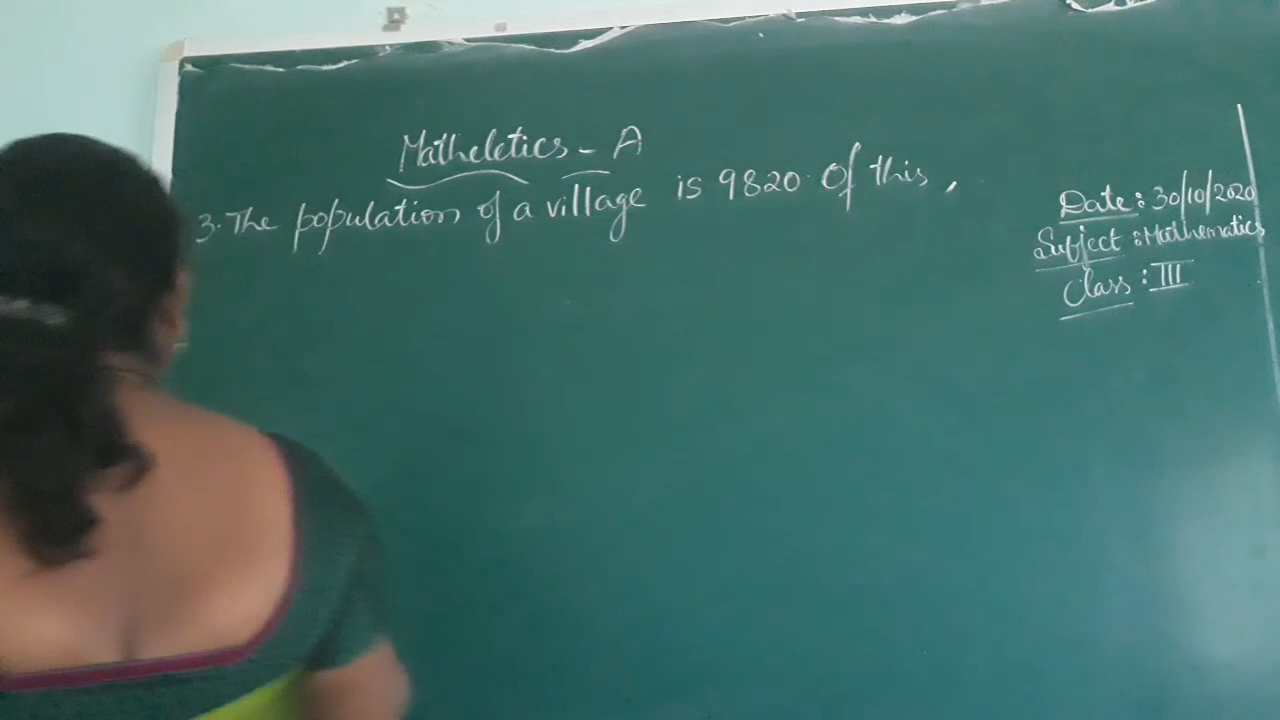 Matheletics - A
3. The population of a village is 9820. Of this,
Date: 30/10/2020
Subject: Mathematics
Class: III